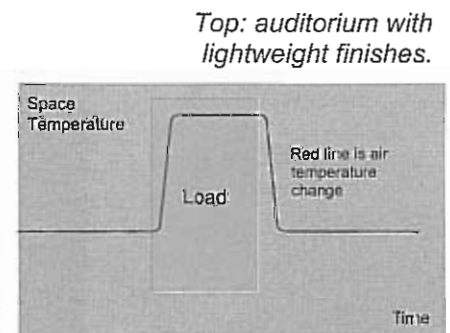 Top: auditorium with
lightweight finishes.
Space
Temperature
Red line is air
temperature
change
Load
Time